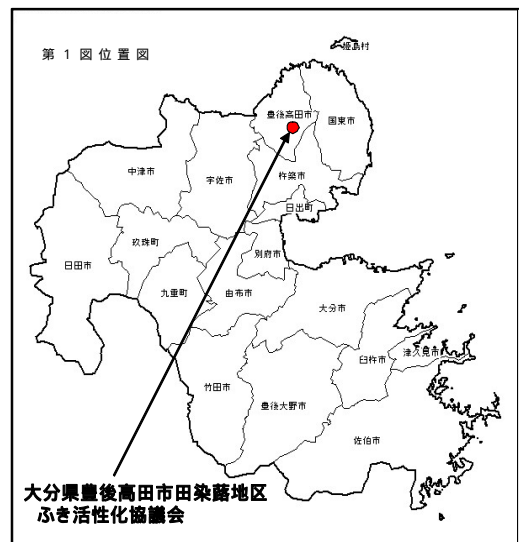 第1図位置図
姫島村
豊後高田市
国東市
中津市
宇佐市
杵築市
日出町
玖珠町
別府市
日田市
九重町
由布市
大分市
臼杵市
津久見市
竹田市
豊後大野市
佐伯市
大分県豊後高田市田染蕗地区
ふき活性化協議会